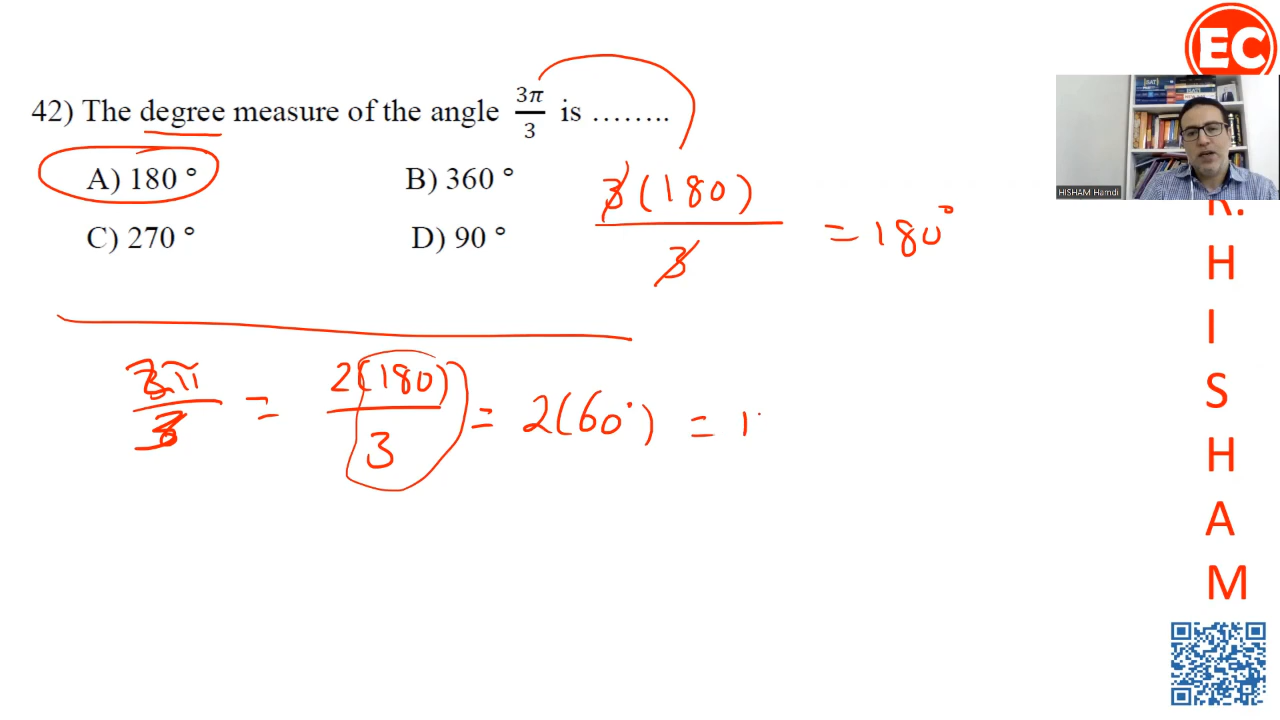 EC
42) The degree measure of the angle 3π/3 is ........
A) 180 °
B) 360 °
C) 270 °
D) 90 °
3(180)/3 = 180°
π/3 = 2(180)/3 = 2(60°) = 1
HISHAM Hamdi
R.
H
I
S
H
A
M